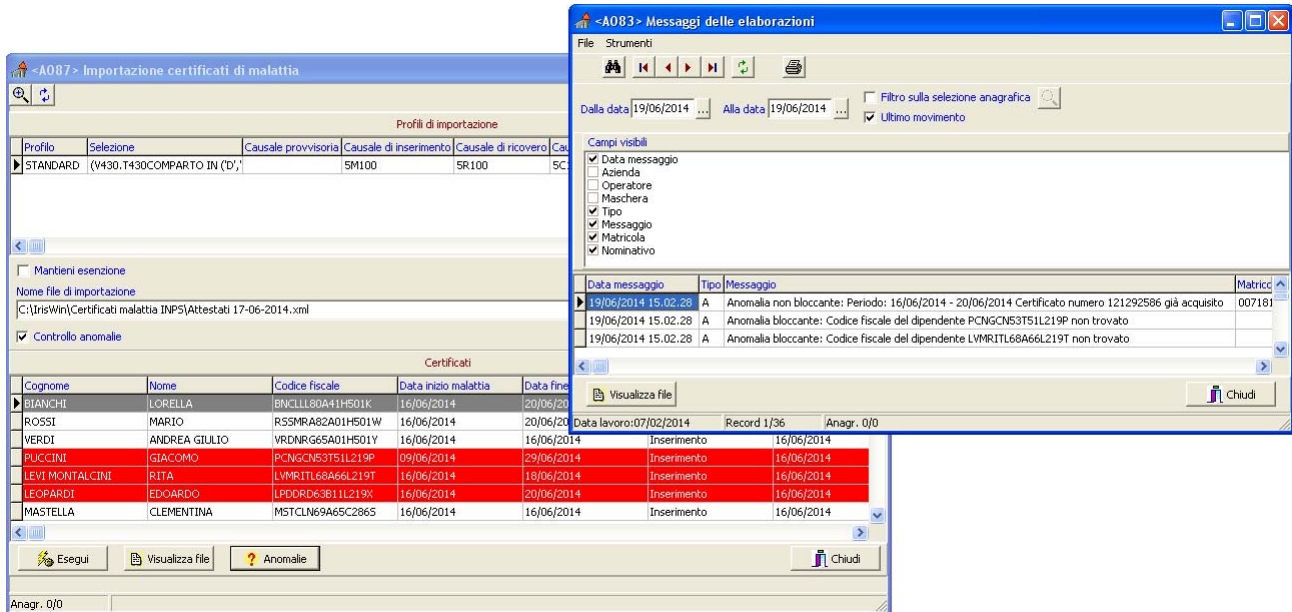 <A083> Messaggi delle elaborazioni
File Strumenti
Dalla data 19/06/2014 ... Alla data 19/06/2014 ... Filtro sulla selezione anagrafica
Ultimo movimento
Campi visibili
Data messaggio
Azienda
Operatore
Maschera
Tipo
Messaggio
Matricola
Nominativo
Data messaggio Tipo Messaggio Matricc
19/06/2014 15.02.28 A Anomalia non bloccante: Periodo: 16/06/2014 - 20/06/2014 Certificato numero 121292586 già acquisito 007181
19/06/2014 15.02.28 A Anomalia bloccante: Codice fiscale del dipendente PCNGCN53T51L219P non trovato
19/06/2014 15.02.28 A Anomalia bloccante: Codice fiscale del dipendente LVMRITL68A66L219T non trovato
Visualizza file Chiudi
Data lavoro:07/02/2014 Record 1/36 Anagr. 0/0
<A087> Importazione certificati di malattia
Profili di importazione
Profilo Selezione Causale provvisoria Causale di inserimento Causale di ricovero Cau
STANDARD (V430.T430COMPARTO IN ('D',' 5M100 5R100
Mantieni esenzione
Nome file di importazione
C:\IrisWin\Certificati malattia INPS\Attestati 17-06-2014.xml
Controllo anomalie
Certificati
Cognome Nome Codice fiscale Data inizio malattia Data fine
BIANCHI LORELLA BNCLLL80A41H501K 16/06/2014 20/06/20
ROSSI MARIO RSSMRA82A01H501W 16/06/2014 20/06/20
VERDI ANDREA GIULIO VRDNRG65A01H501Y 16/06/2014 16/06/2014 Inserimento 16/06/2014
PUCCINI GIACOMO PCNGCN53T51L219P 09/06/2014 29/06/2014 Inserimento 16/06/2014
LEVI MONTALCINI RITA LVMRITL68A66L219T 16/06/2014 18/06/2014 Inserimento 16/06/2014
LEOPARDI EDOARDO LPDDRD63B11L219X 16/06/2014 20/06/2014 Inserimento 16/06/2014
MASTELLA CLEMENTINA MSTCLN69A65C286S 16/06/2014 16/06/2014 Inserimento 16/06/2014
Esegui Visualizza file Anomalie Chiudi
Anagr. 0/0